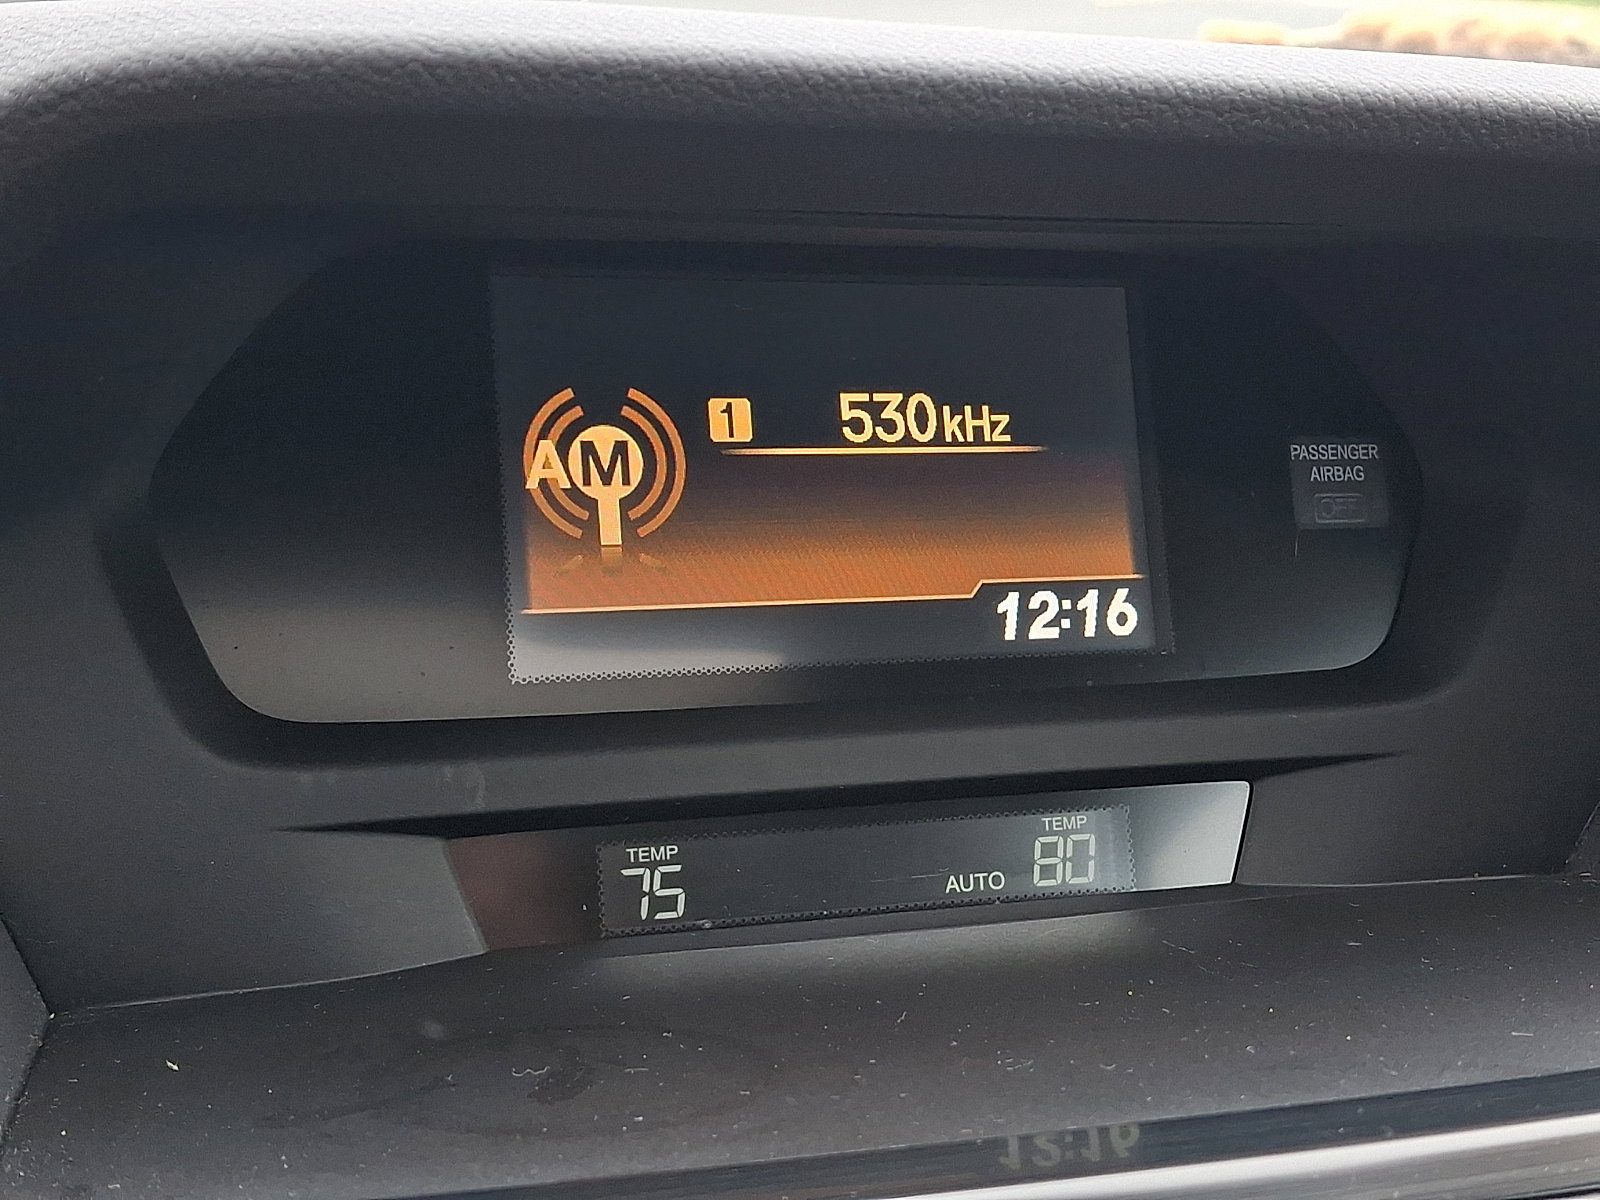 AM 1 530kHz
12:16
PASSENGER
AIRBAG
OFF
TEMP
75
AUTO
TEMP
80